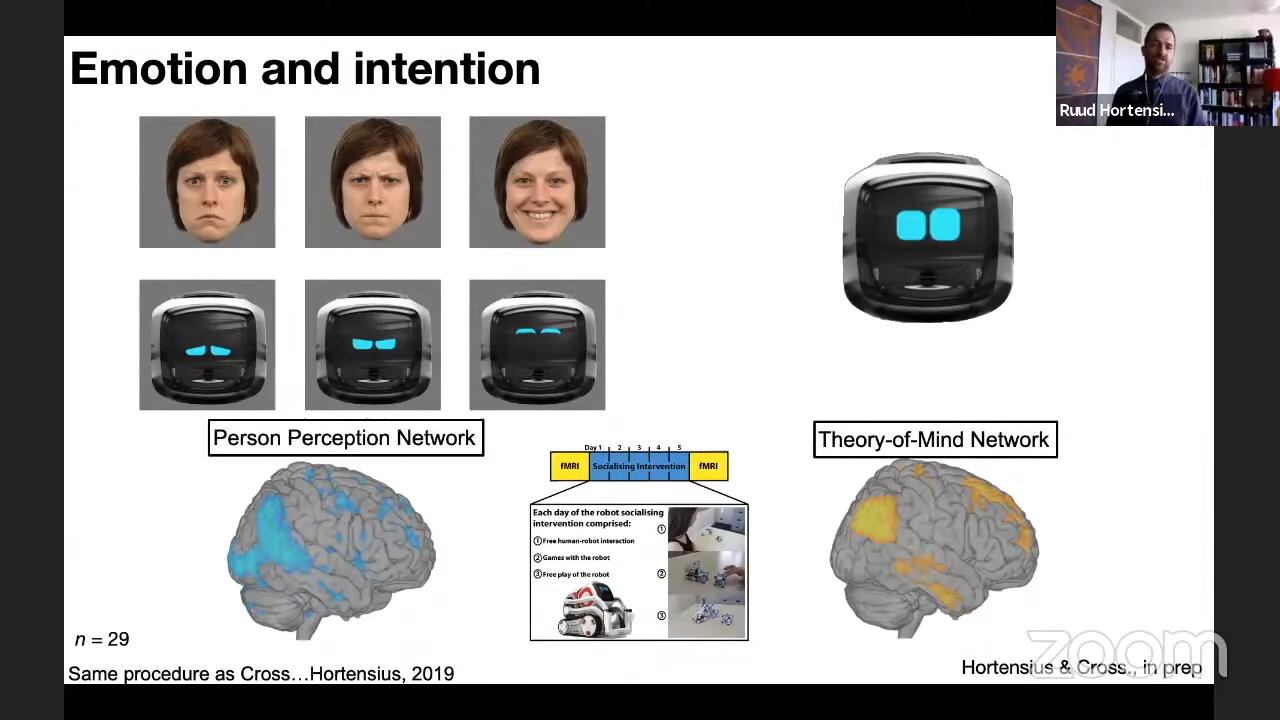 Emotion and intention
Ruud Hortensi...
Person Perception Network
Theory-of-Mind Network
Day 1 2 3 4 5
fMRI Socialising Intervention fMRI
Each day of the robot socialising
intervention comprised:
① Free human-robot interaction
② Games with the robot
③ Free play of the robot
①
②
③
n = 29
Same procedure as Cross…Hortensius, 2019
Hortensius & Cross., in prep
zoom